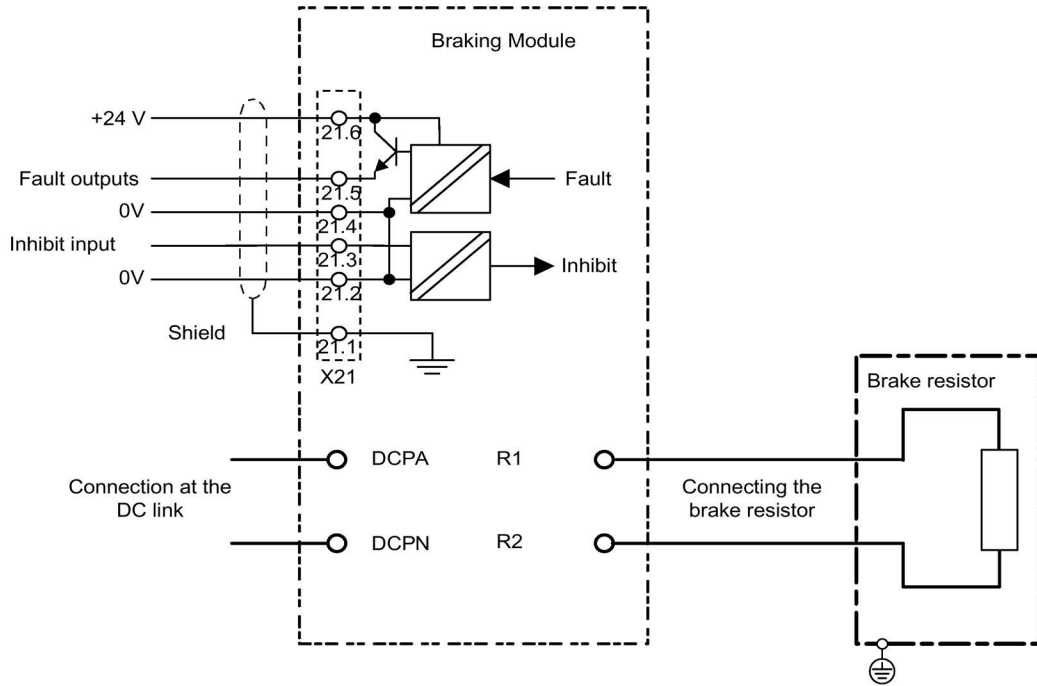 Braking Module
+24 V
21.6
Fault outputs
21.5
Fault
0V
21.4
Inhibit input
21.3
Inhibit
0V
21.2
Shield
21.1
X21
Brake resistor
DCPA
R1
Connection at the
DC link
Connecting the
brake resistor
DCPN
R2